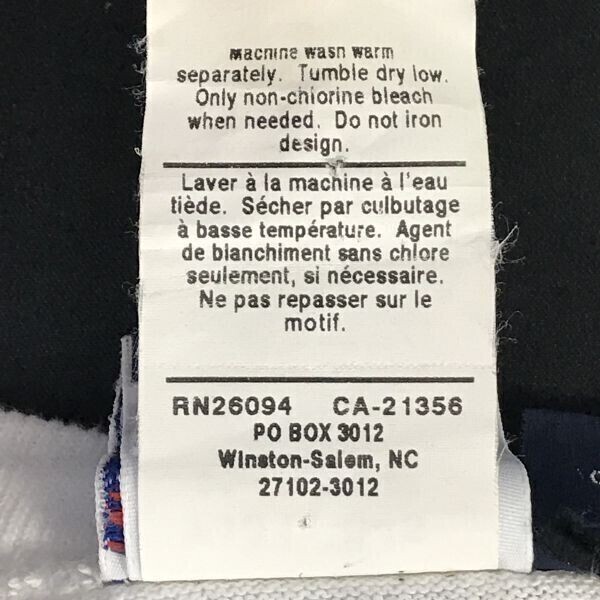 Machine wash warm
separately. Tumble dry low.
Only non-chlorine bleach
when needed. Do not iron
design.
Laver à la machine à l'eau
tiède. Sécher par culbutage
à basse température. Agent
de blanchiment sans chlore
seulement, si nécessaire.
Ne pas repasser sur le
motif.
RN26094 CA-21356
PO BOX 3012
Winston-Salem, NC
27102-3012